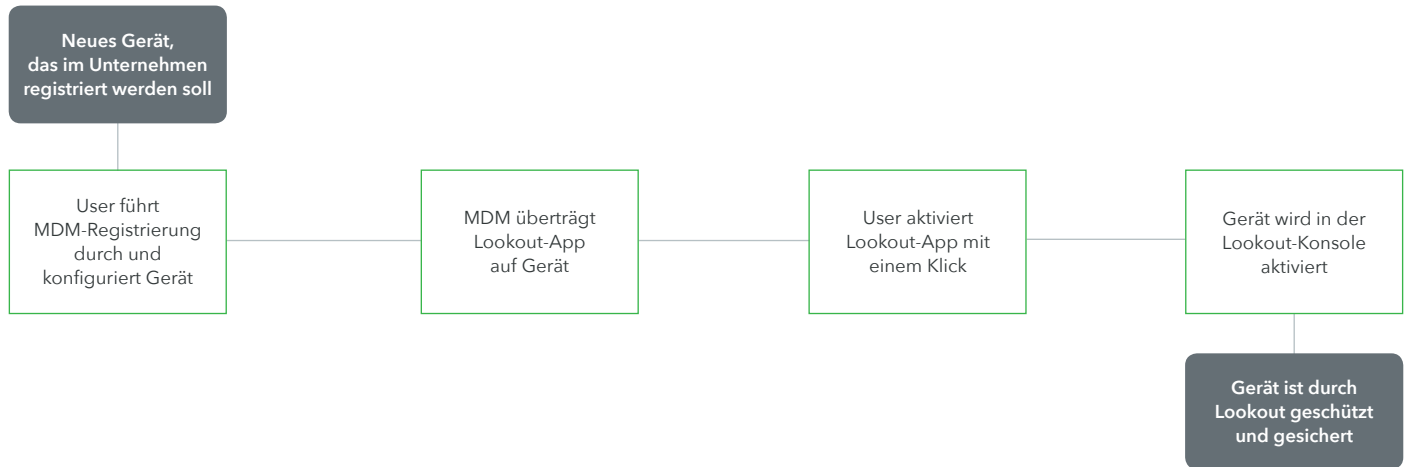 Neues Gerät,
das im Unternehmen
registriert werden soll
User führt
MDM-Registrierung
durch und
konfiguriert Gerät
MDM überträgt
Lookout-App
auf Gerät
User aktiviert
Lookout-App mit
einem Klick
Gerät wird in der
Lookout-Konsole
aktiviert
Gerät ist durch
Lookout geschützt
und gesichert